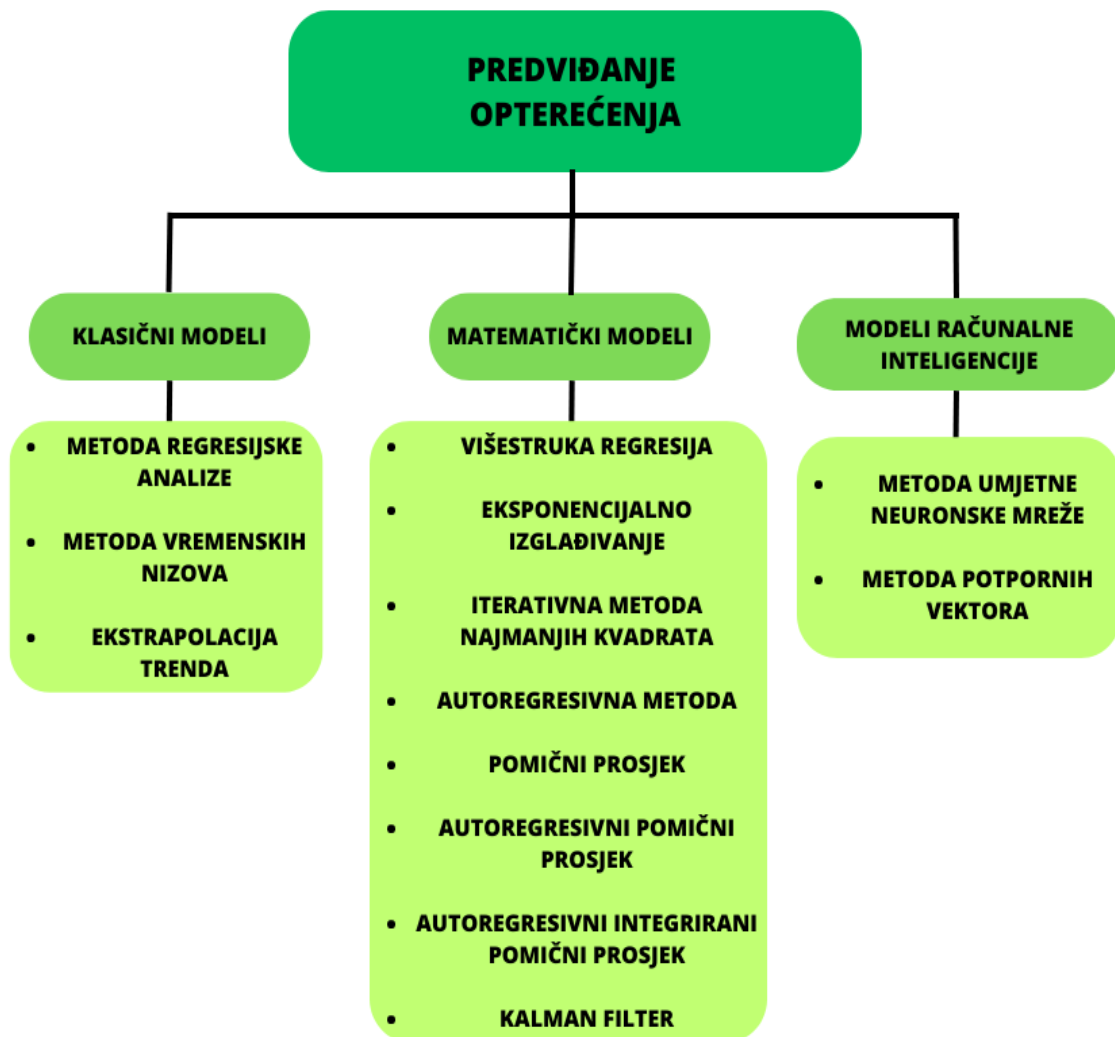 PREDVIĐANJE
OPTEREĆENJA
KLASIČNI MODELI
• METODA REGRESIJSKE
ANALIZE
• METODA VREMENSKIH
NIZOVA
• EKSTRAPOLACIJA
TRENDA
MATEMATIČKI MODELI
• VIŠESTRUKA REGRESIJA
• EKSPONENCIJALNO
IZGLAĐIVANJE
• ITERATIVNA METODA
NAJMANJIH KVADRATA
• AUTOREGRESIVNA METODA
• POMIČNI PROSJEK
• AUTOREGRESIVNI POMIČNI
PROSJEK
• AUTOREGRESIVNI INTEGRIRANI
POMIČNI PROSJEK
• KALMAN FILTER
MODELI RAČUNALNE
INTELIGENCIJE
• METODA UMJETNE
NEURONSKE MREŽE
• METODA POTPORNIH
VEKTORA